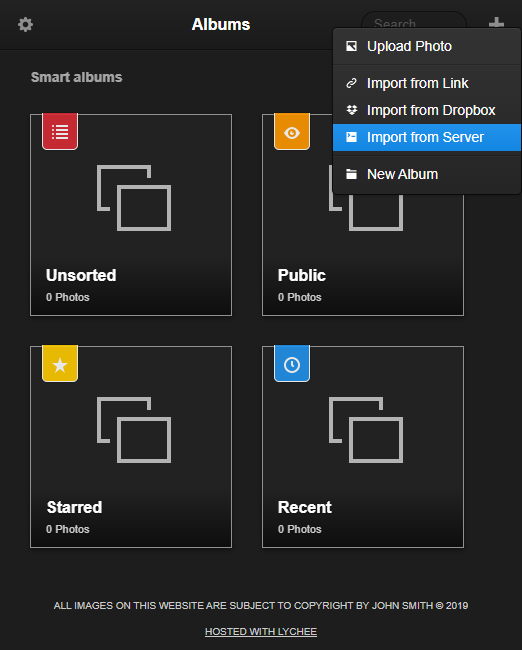 Albums
Search
Upload Photo
Import from Link
Import from Dropbox
Import from Server
New Album
Smart albums
Unsorted
0 Photos
Public
0 Photos
Starred
0 Photos
Recent
0 Photos
ALL IMAGES ON THIS WEBSITE ARE SUBJECT TO COPYRIGHT BY JOHN SMITH © 2019
HOSTED WITH LYCHEE